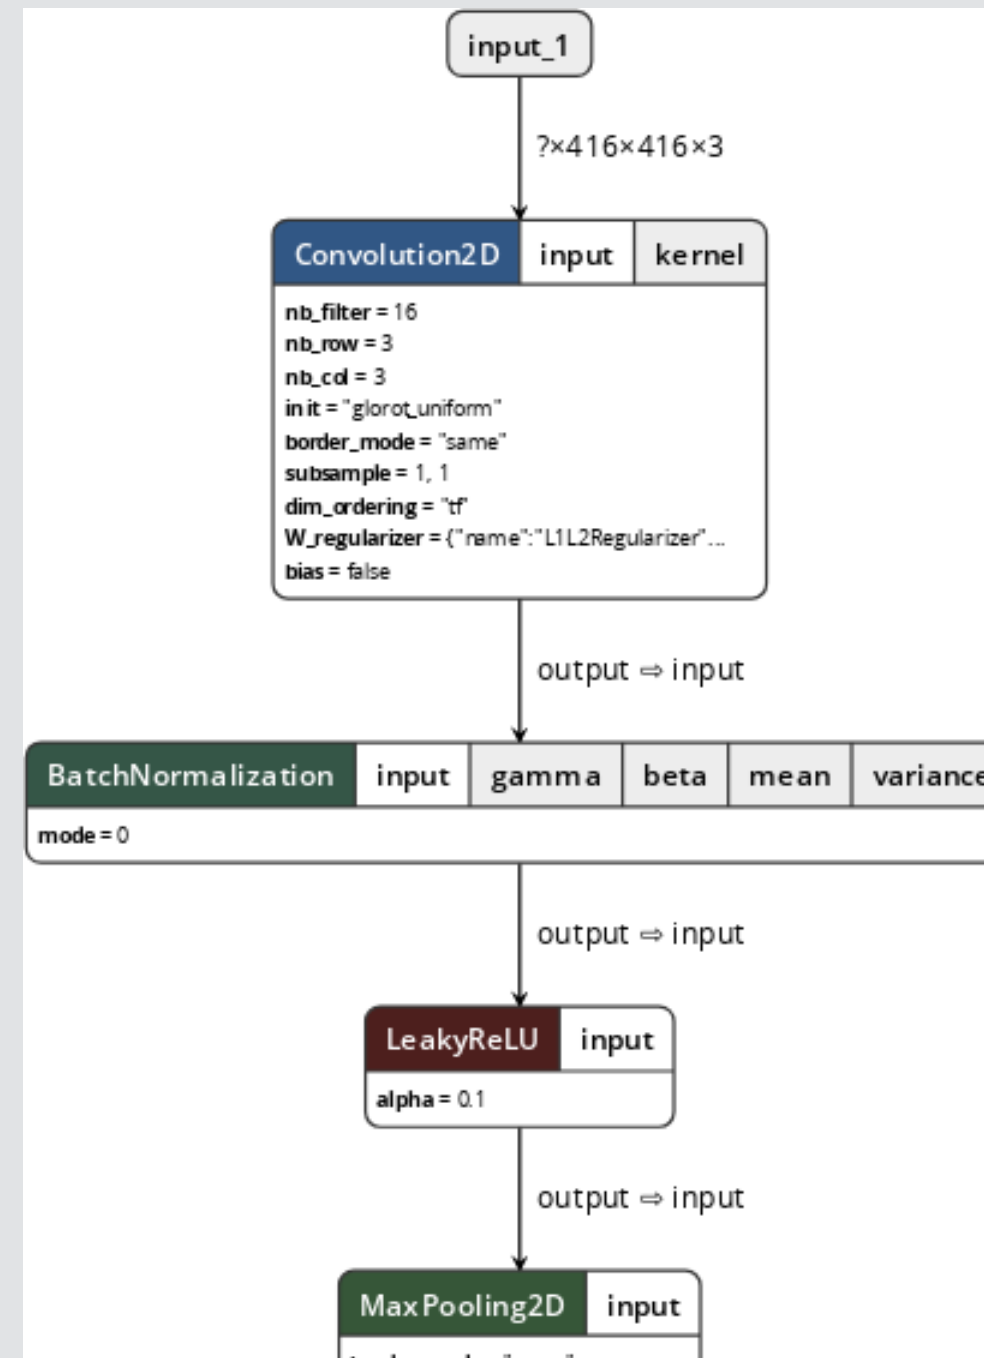 input_1
?×416×416×3
Convolution2D input kernel
nb_filter = 16
nb_row = 3
nb_col = 3
init = "glorot_uniform"
border_mode = "same"
subsample = 1, 1
dim_ordering = "tf"
W_regularizer = {"name":"L1L2Regularizer"...
bias = false
output ⇨ input
BatchNormalization input gamma beta mean variance
mode = 0
output ⇨ input
LeakyReLU input
alpha = 0.1
output ⇨ input
MaxPooling2D input